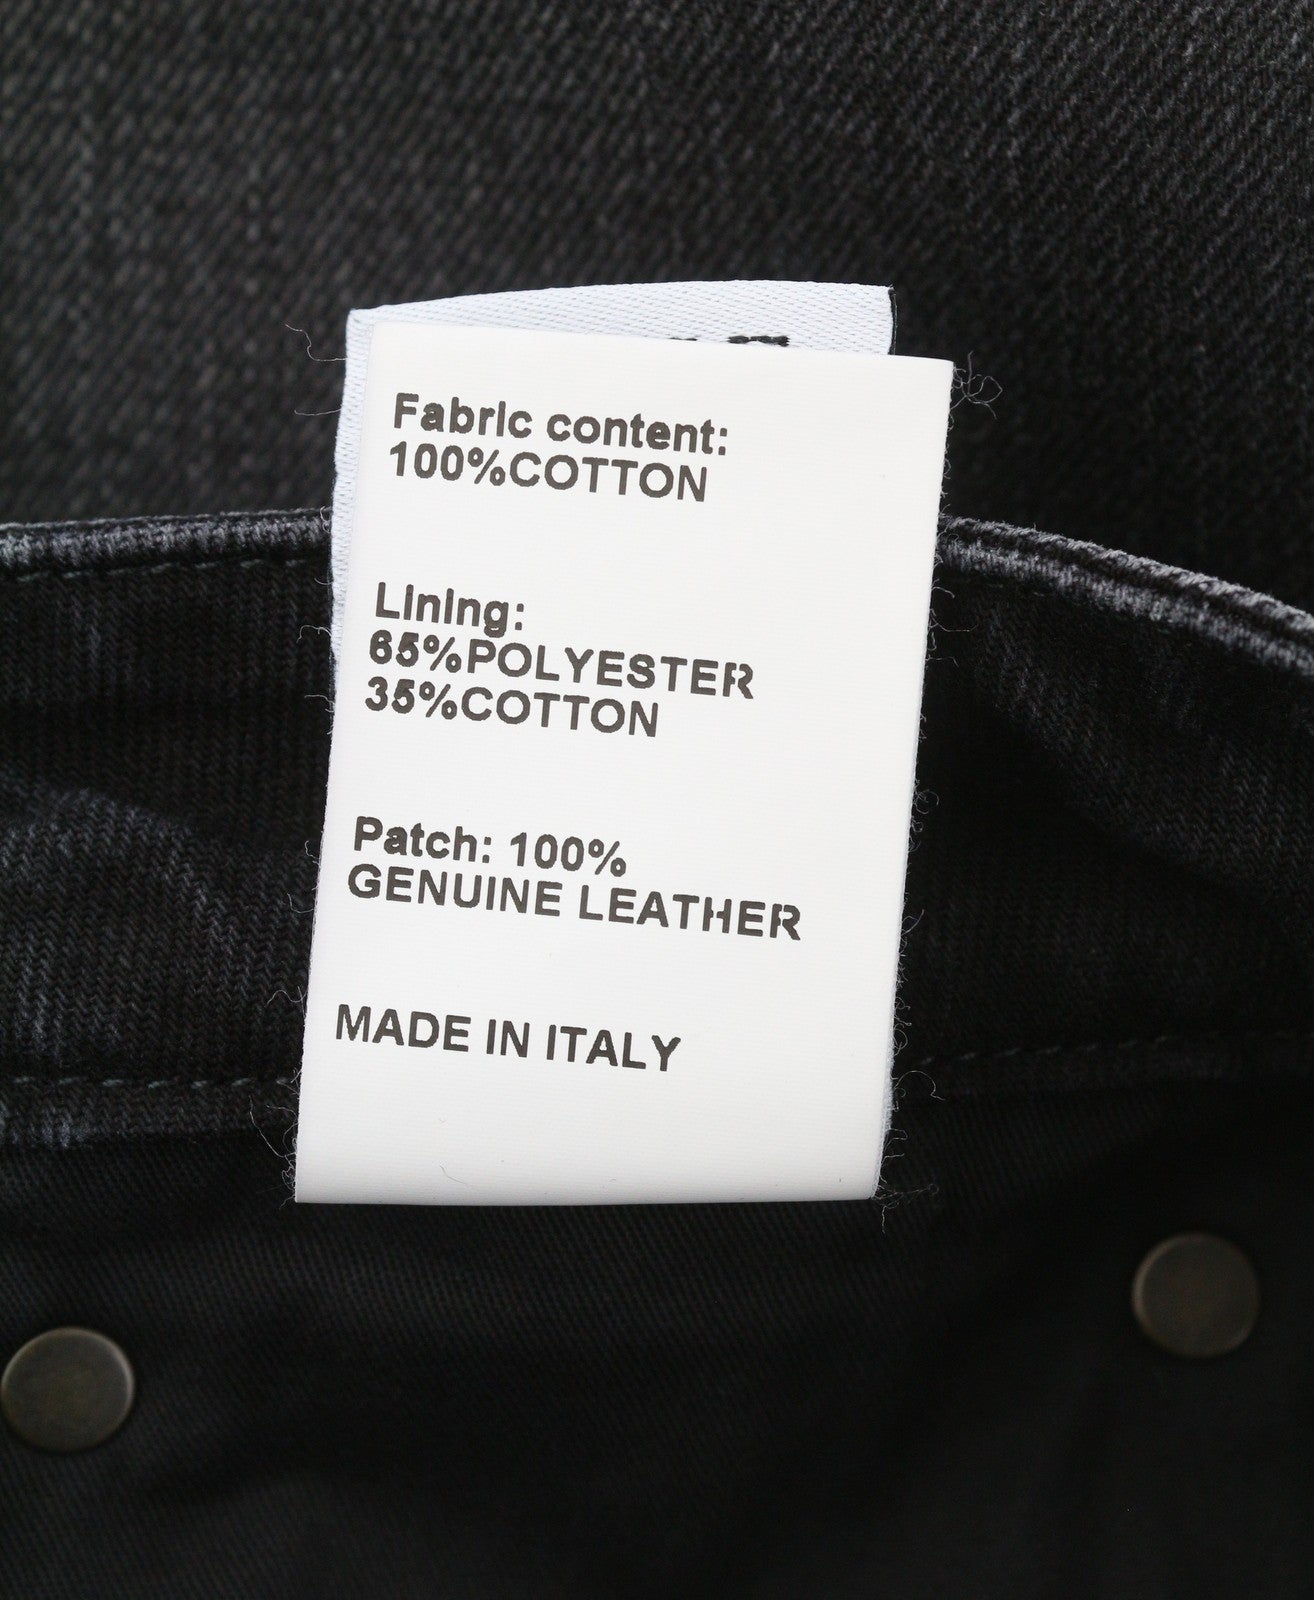 Fabric content:
100%COTTON
Lining:
65%POLYESTER
35%COTTON
Patch: 100%
GENUINE LEATHER
MADE IN ITALY